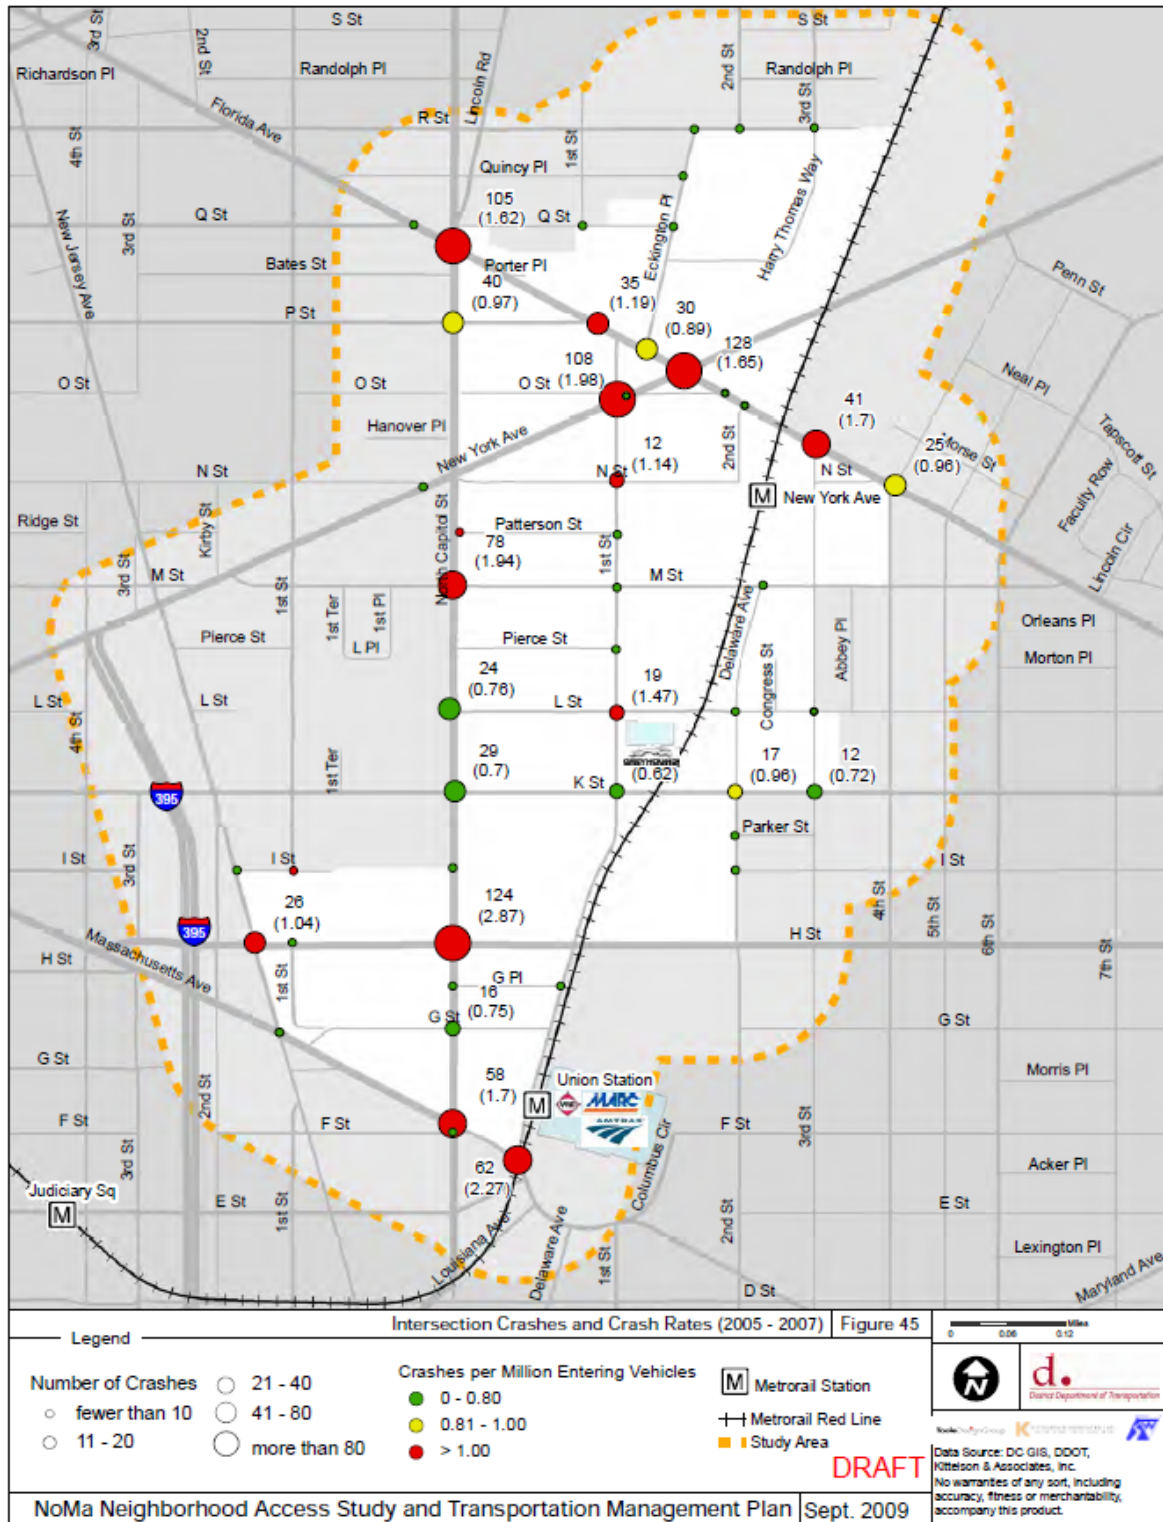 S St
S St
3rd St
2nd St
Lincoln Rd
2nd St
Richardson Pl
Randolph Pl
Randolph Pl
3rd St
Florida Ave
R St
4th St
1st St
Quincy Pl
Harry Thomas Way
105
(1.62)
Q St
Q St
3rd St
New Jersey Ave
Eckington Pl
Bates St
Porter Pl
Penn St
40
(0.97)
35
(1.19)
30
(0.89)
P St
128
(1.65)
108
(1.98)
O St
O St
O St
Neal Pl
41
(1.7)
Hanover Pl
New York Ave
Tapscott St
12
(1.14)
2nd St
Morse St
25
(0.96)
N St
N St
N St
Faculty Row
M
New York Ave
Ridge St
Kirby St
North Capitol St
Patterson St
Lincoln Cir
78
(1.94)
1st St
3rd St
M St
M St
1st St
1st Ter
1st Pl
Delaware Ave
Abbey Pl
Orleans Pl
Pierce St
L Pl
Pierce St
Congress St
Morton Pl
24
(0.76)
19
(1.47)
L St
L St
L St
4th St
GREYHOUND
29
(0.7)
(0.62)
17
(0.96)
12
(0.72)
1st Ter
K St
395
Parker St
I St
3rd St
I St
I St
4th St
5th St
6th St
7th St
26
(1.04)
124
(2.87)
395
Massachusetts Ave
H St
H St
1st St
G Pl
16
(0.75)
G St
G St
G St
58
(1.7)
Union Station
Morris Pl
2nd St
M
VRE
MARC
AMTRAK
F St
F St
F St
3rd St
3rd St
Columbus Cir
62
(2.27)
Acker Pl
Judiciary Sq
M
E St
1st St
E St
2nd St
Louisiana Ave
Delaware Ave
1st St
Lexington Pl
D St
Maryland Ave
Intersection Crashes and Crash Rates (2005 - 2007)
Figure 45
Miles
0 0.06 0.12
Legend
Number of Crashes
fewer than 10
11 - 20
21 - 40
41 - 80
more than 80
Crashes per Million Entering Vehicles
0 - 0.80
0.81 - 1.00
> 1.00
M Metrorail Station
Metrorail Red Line
Study Area
DRAFT
N
d.
District Department of Transportation
Data Source: DC GIS, DDOT,
Kittelson & Associates, Inc.
No warranties of any sort, including
accuracy, fitness or merchantability,
accompany this product.
NoMa Neighborhood Access Study and Transportation Management Plan
Sept. 2009